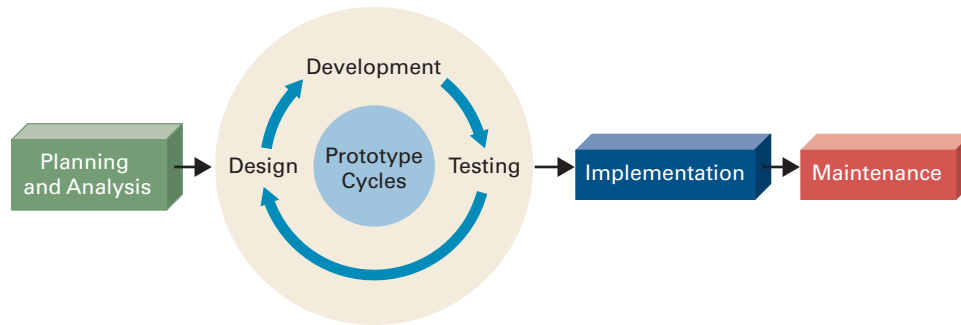 Planning
and Analysis
Design
Development
Testing
Prototype
Cycles
Implementation
Maintenance